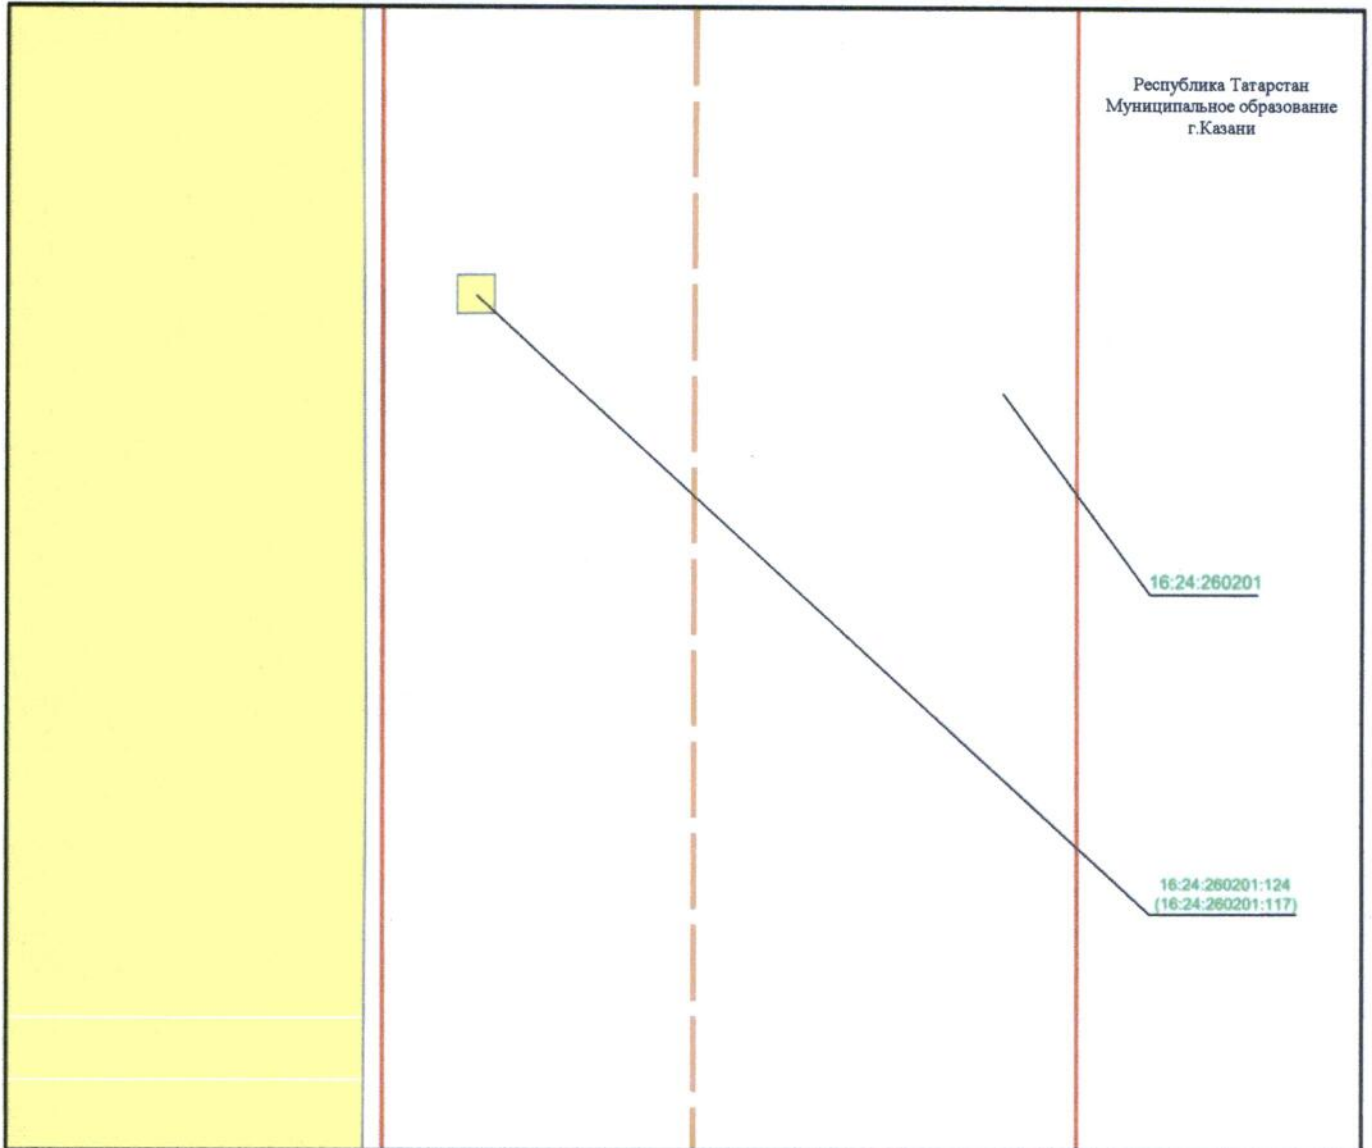 Республика Татарстан
Муниципальное образование
г.Казани
16:24:260201
16:24:260201:124
(16:24:260201:117)